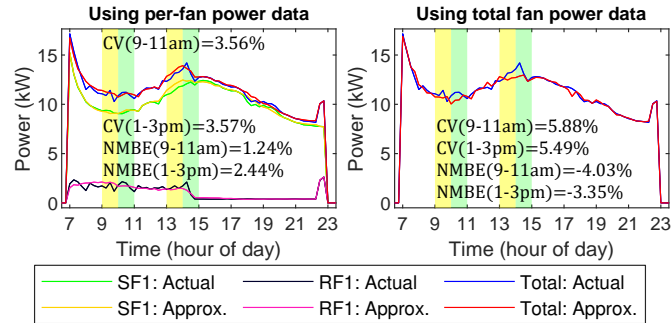 Using per-fan power data
Using total fan power data
CV(9-11am)=3.56%
CV(1-3pm)=3.57%
NMBE(9-11am)=1.24%
NMBE(1-3pm)=2.44%
15
10
5
0
Power (kW)
7 9 11 13 15 17 19 21 23
Time (hour of day)
CV(9-11am)=5.88%
CV(1-3pm)=5.49%
NMBE(9-11am)=-4.03%
NMBE(1-3pm)=-3.35%
15
10
5
0
Power (kW)
7 9 11 13 15 17 19 21 23
Time (hour of day)
SF1: Actual
RF1: Actual
Total: Actual
SF1: Approx.
RF1: Approx.
Total: Approx.